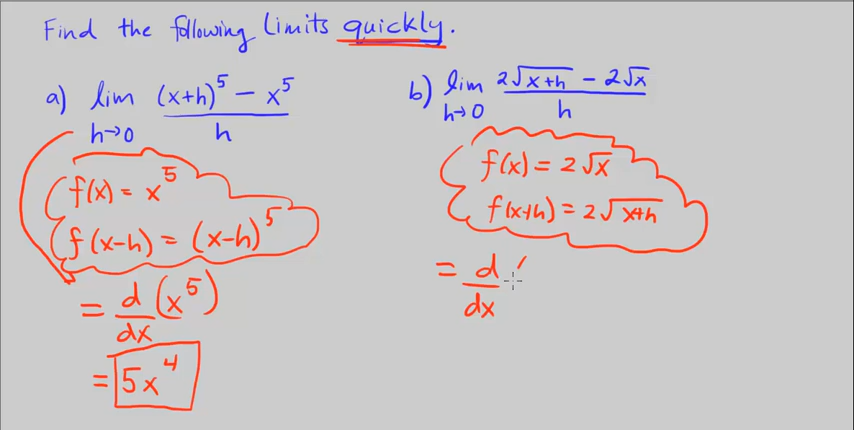 Find the following limits quickly.
a) lim h→0 (x+h)^5 − x^5 / h
f(x) = x^5
f(x-h) = (x-h)^5
= d/dx (x^5)
= 5x^4
b) lim h→0 2√x+h − 2√x / h
f(x) = 2√x
f(x+h) = 2√x+h
= d/dx (